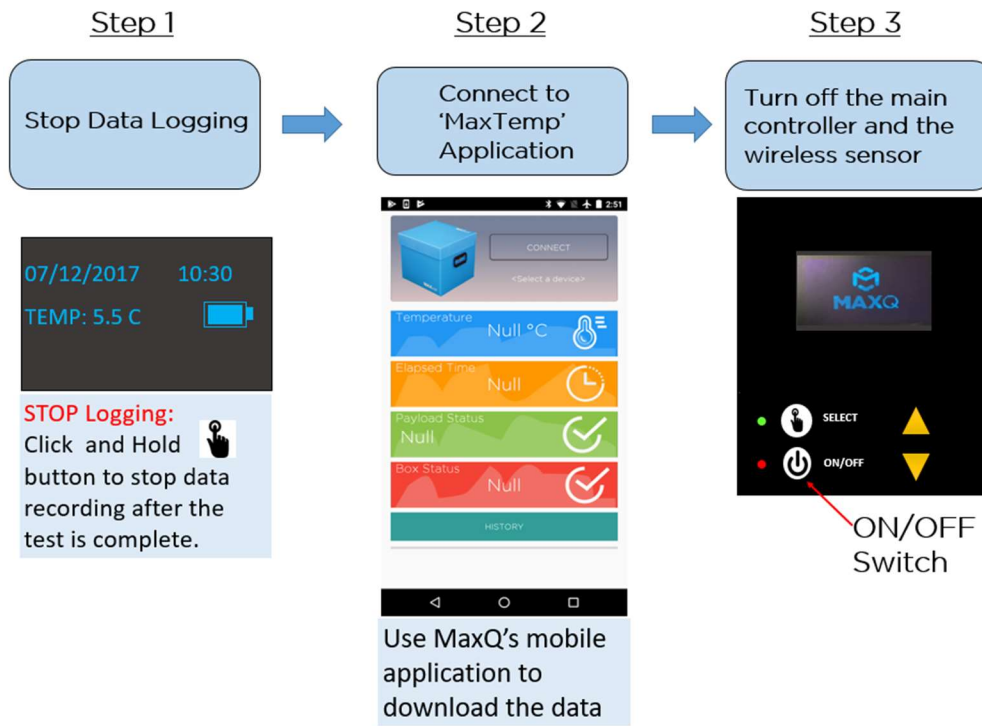 Step 1
Step 2
Step 3
Stop Data Logging
Connect to
‘MaxTemp’
Application
Turn off the main
controller and the
wireless sensor
07/12/2017 10:30
TEMP: 5.5 C
STOP Logging:
Click and Hold
button to stop data
recording after the
test is complete.
2:51
CONNECT
<Select a device>
Temperature
Null °C
Elapsed Time
Null
Payload Status
Null
Box Status
Null
HISTORY
Use MaxQ’s mobile
application to
download the data
MAXQ
SELECT
ON/OFF
ON/OFF
Switch